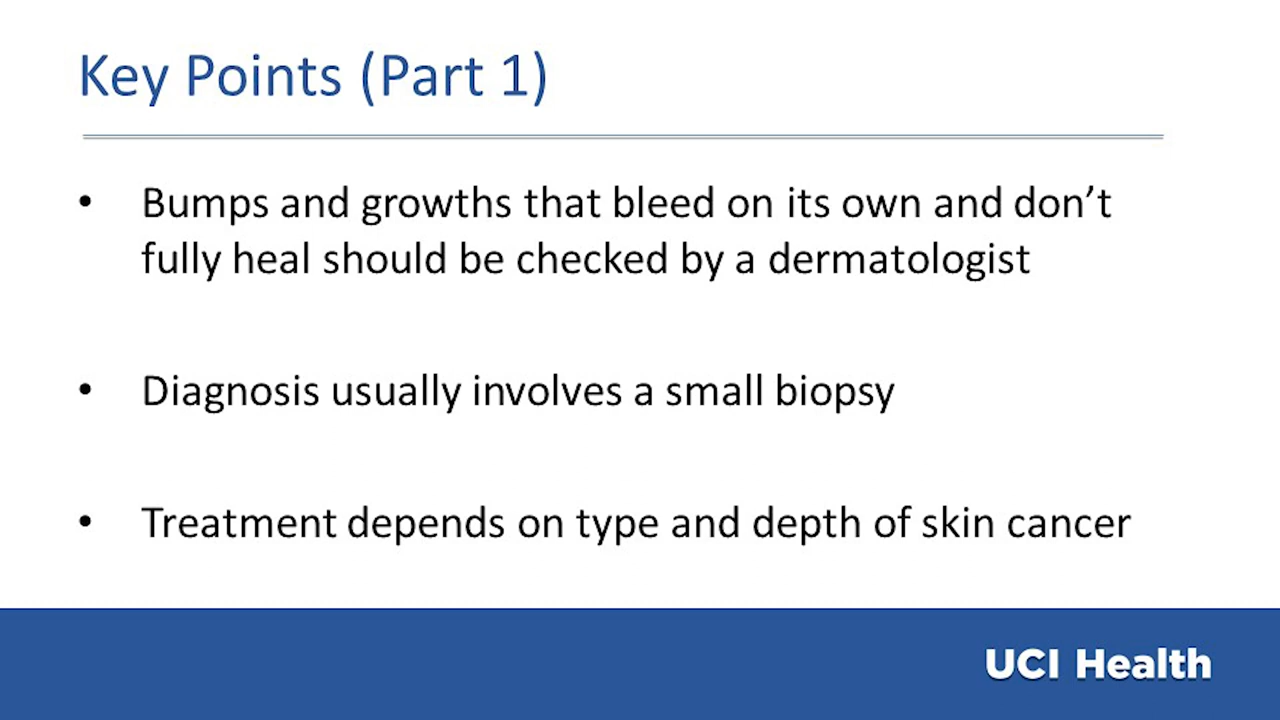 Key Points (Part 1)
• Bumps and growths that bleed on its own and don’t
fully heal should be checked by a dermatologist
• Diagnosis usually involves a small biopsy
• Treatment depends on type and depth of skin cancer
UCI Health